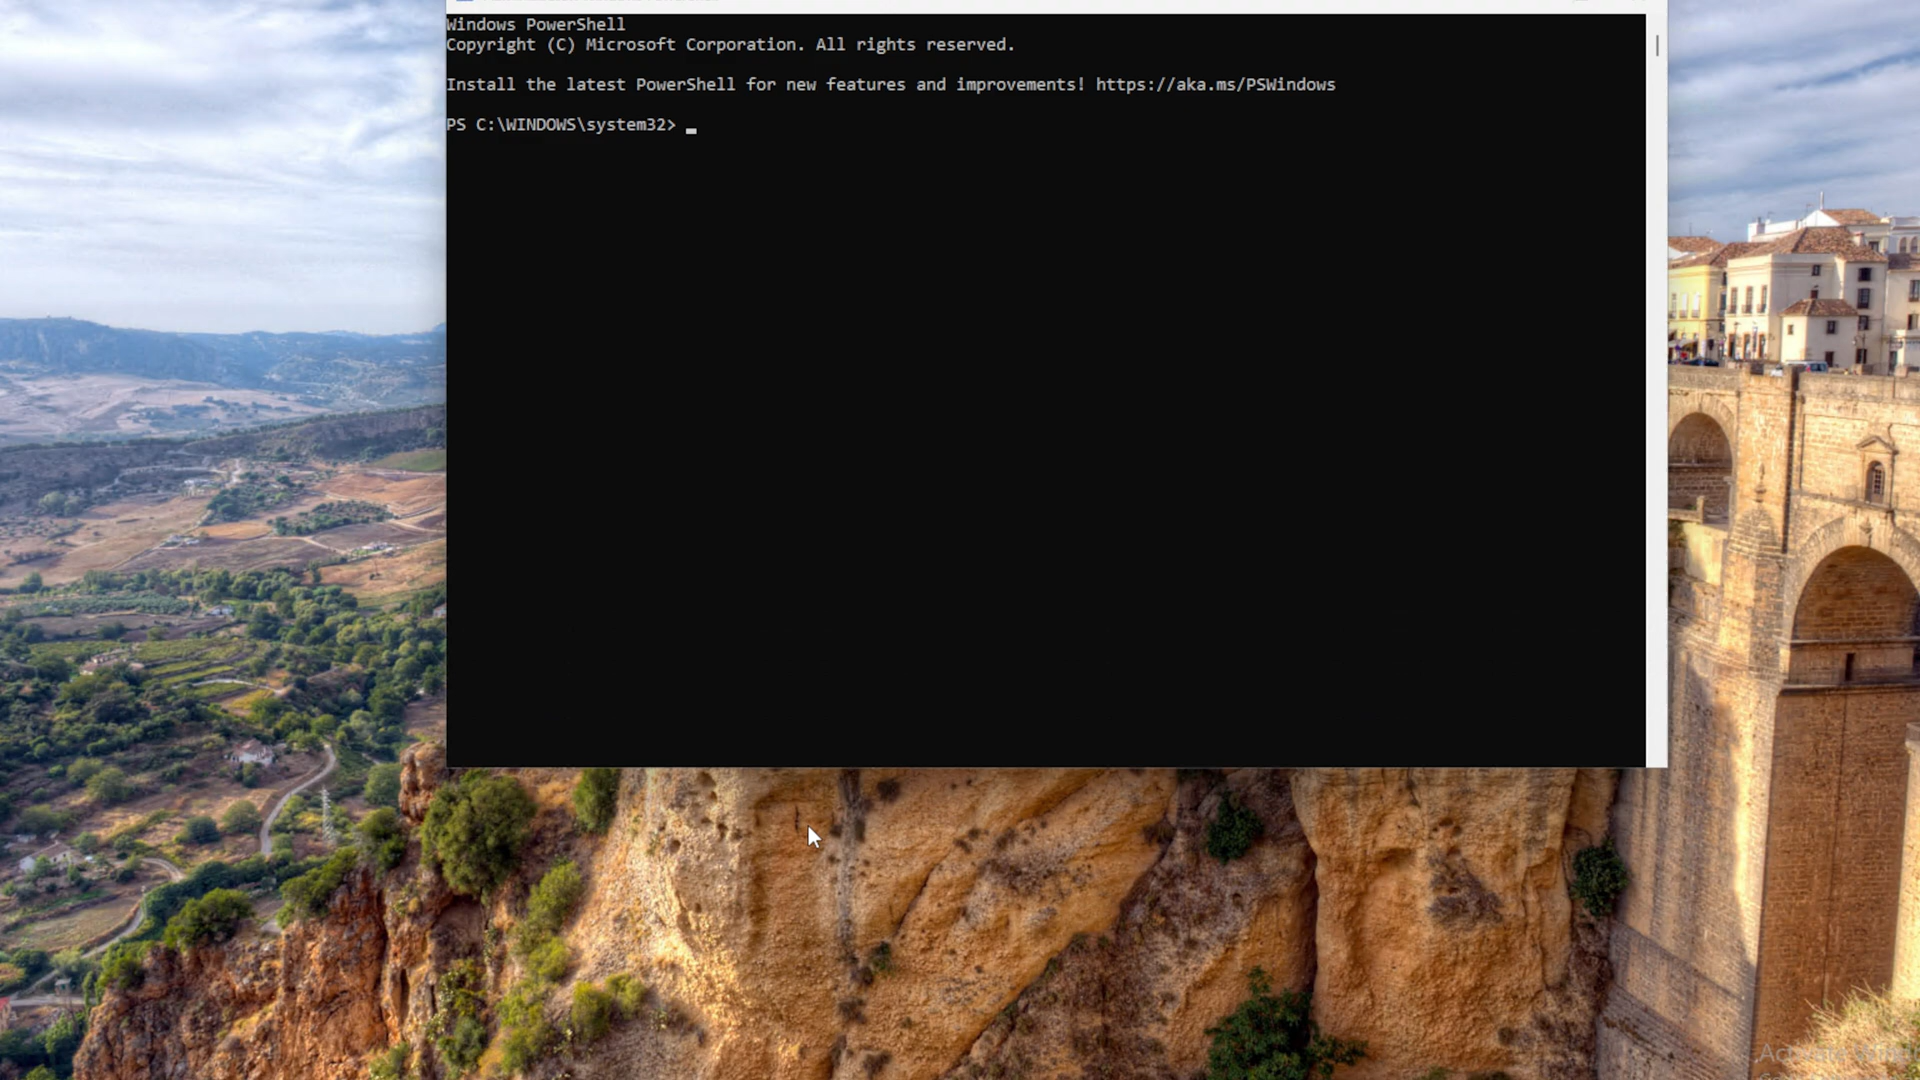 Windows PowerShell
Copyright (C) Microsoft Corporation. All rights reserved.
Install the latest PowerShell for new features and improvements! https://aka.ms/PSWindows
PS C:\WINDOWS\system32>
Activate